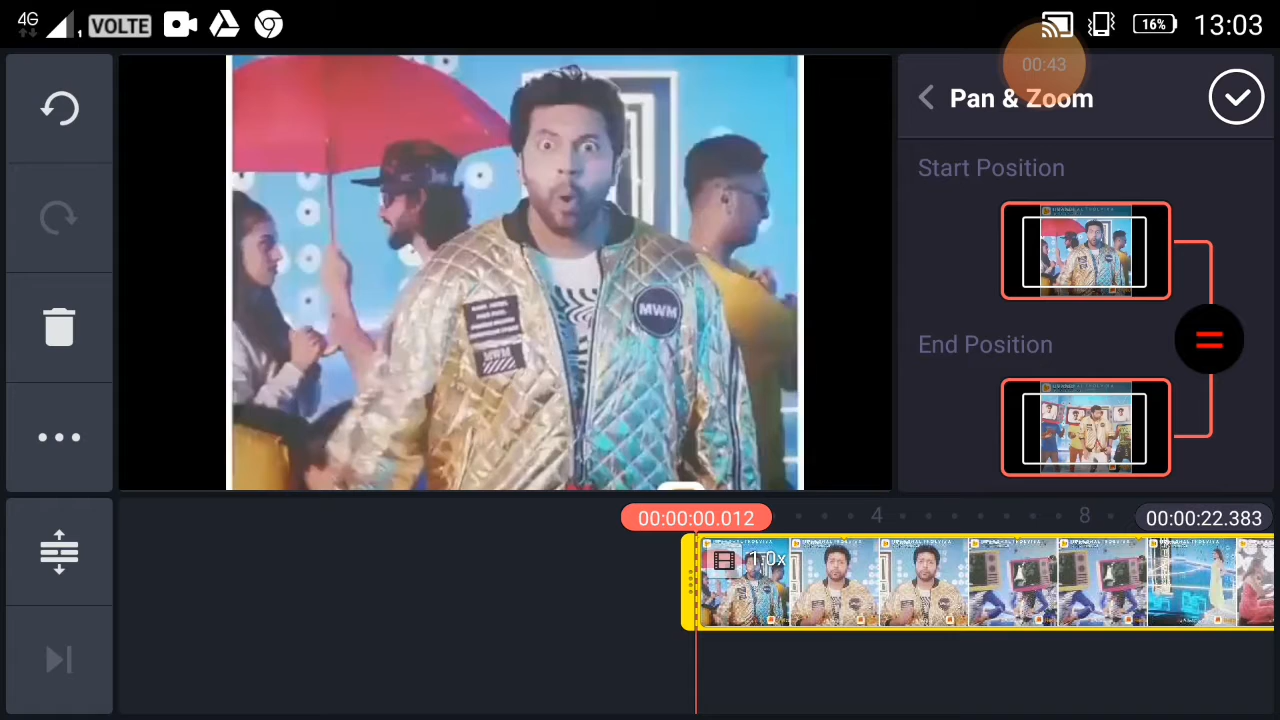 4G VOLTE 16% 13:03
00:43
Pan & Zoom
Start Position
End Position
MWM
MWM
00:00:00.012 4 8 00:00:22.383
1.0x